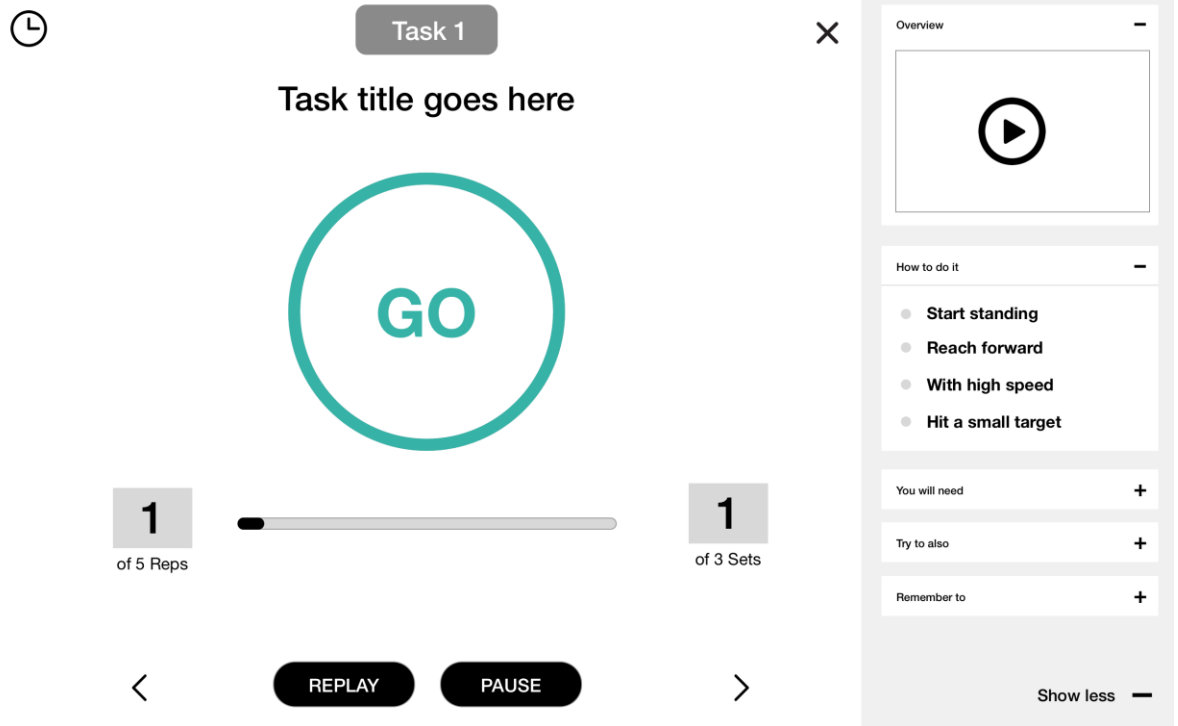 Task 1
Task title goes here
GO
1
of 5 Reps
1
of 3 Sets
REPLAY
PAUSE
Overview
How to do it
Start standing
Reach forward
With high speed
Hit a small target
You will need
Try to also
Remember to
Show less